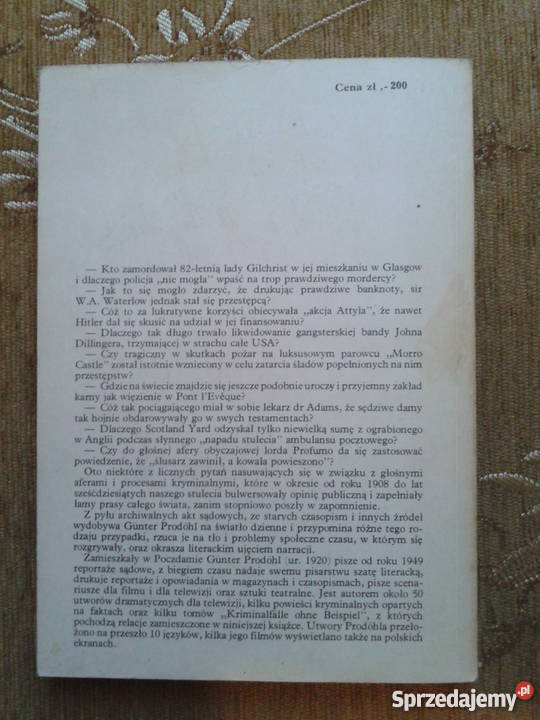 Cena zł ,-200
— Kto zamordował 82-letnią lady Gilchrist w jej mieszkaniu w Glasgow
i dlaczego policja „nie mogła" wpaść na trop prawdziwego mordercy?
— Jak to się mogło zdarzyć, że drukując prawdziwe banknoty, sir
W.A. Waterlow jednak stał się przestępcą?
— Cóż to za lukratywne korzyści obiecywała „akcja Attyla", że nawet
Hitler dał się skusić na udział w jej finansowaniu?
— Dlaczego tak długo trwało likwidowanie gangsterskiej bandy Johna
Dillingera, trzymającej w strachu całe USA?
— Czy tragiczny w skutkach pożar na luksusowym parowcu „Morro
Castle" został istotnie wzniecony w celu zatarcia śladów popełnionych na nim
przestępstw?
— Gdzie na świecie znajdzie się jeszcze podobnie uroczy i przyjemny zakład
karny jak więzienie w Pont l'Evêque?
— Cóż tak pociągającego miał w sobie lekarz dr Adams, że sędziwe damy
tak hojnie obdarowywały go w swych testamentach?
— Dlaczego Scotland Yard odzyskał tylko niewielką sumę z ograbionego
w Anglii podczas słynnego „napadu stulecia" ambulansu pocztowego?
— Czy do głośnej afery obyczajowej lorda Profumo da się zastosować
powiedzenie, że „ślusarz zawinił, a kowala powieszono"?
Oto niektóre z licznych pytań nasuwających się w związku z głośnymi
aferami i procesami kryminalnymi, które w okresie od roku 1908 do lat
sześćdziesiątych naszego stulecia bulwersowały opinię publiczną i zapełniały
łamy prasy całego świata, zanim stopniowo poszły w zapomnienie.
Z pyłu archiwalnych akt sądowych, ze starych czasopism i innych źródeł
wydobywa Günter Prodöhl na światło dzienne i przypomina różne tego ro-
dzaju przypadki, rzuca je na tło i problemy społeczne czasu, w którym się
rozgrywały, oraz okrasza literackim ujęciem narracji.
Zamieszkały w Poczdamie Günter Prodöhl (ur. 1920) pisze od roku 1949
reportaże sądowe, z biegiem czasu nadaje swemu pisarstwu szatę literacką,
drukuje reportaże i opowiadania w magazynach i czasopismach, pisze scena-
riusze dla filmu i dla telewizji oraz sztuki teatralne. Jest autorem około 50
utworów dramatycznych dla telewizji, kilku powieści kryminalnych opartych
na faktach oraz kilku tomów „Kriminalfälle ohne Beispiel", z których
pochodzą relacje zamieszczone w niniejszej książce. Utwory Prodöhla przeło-
żono na przeszło 10 języków, kilka jego filmów wyświetlano także na polskich
ekranach.
Sprzedajemy.pl